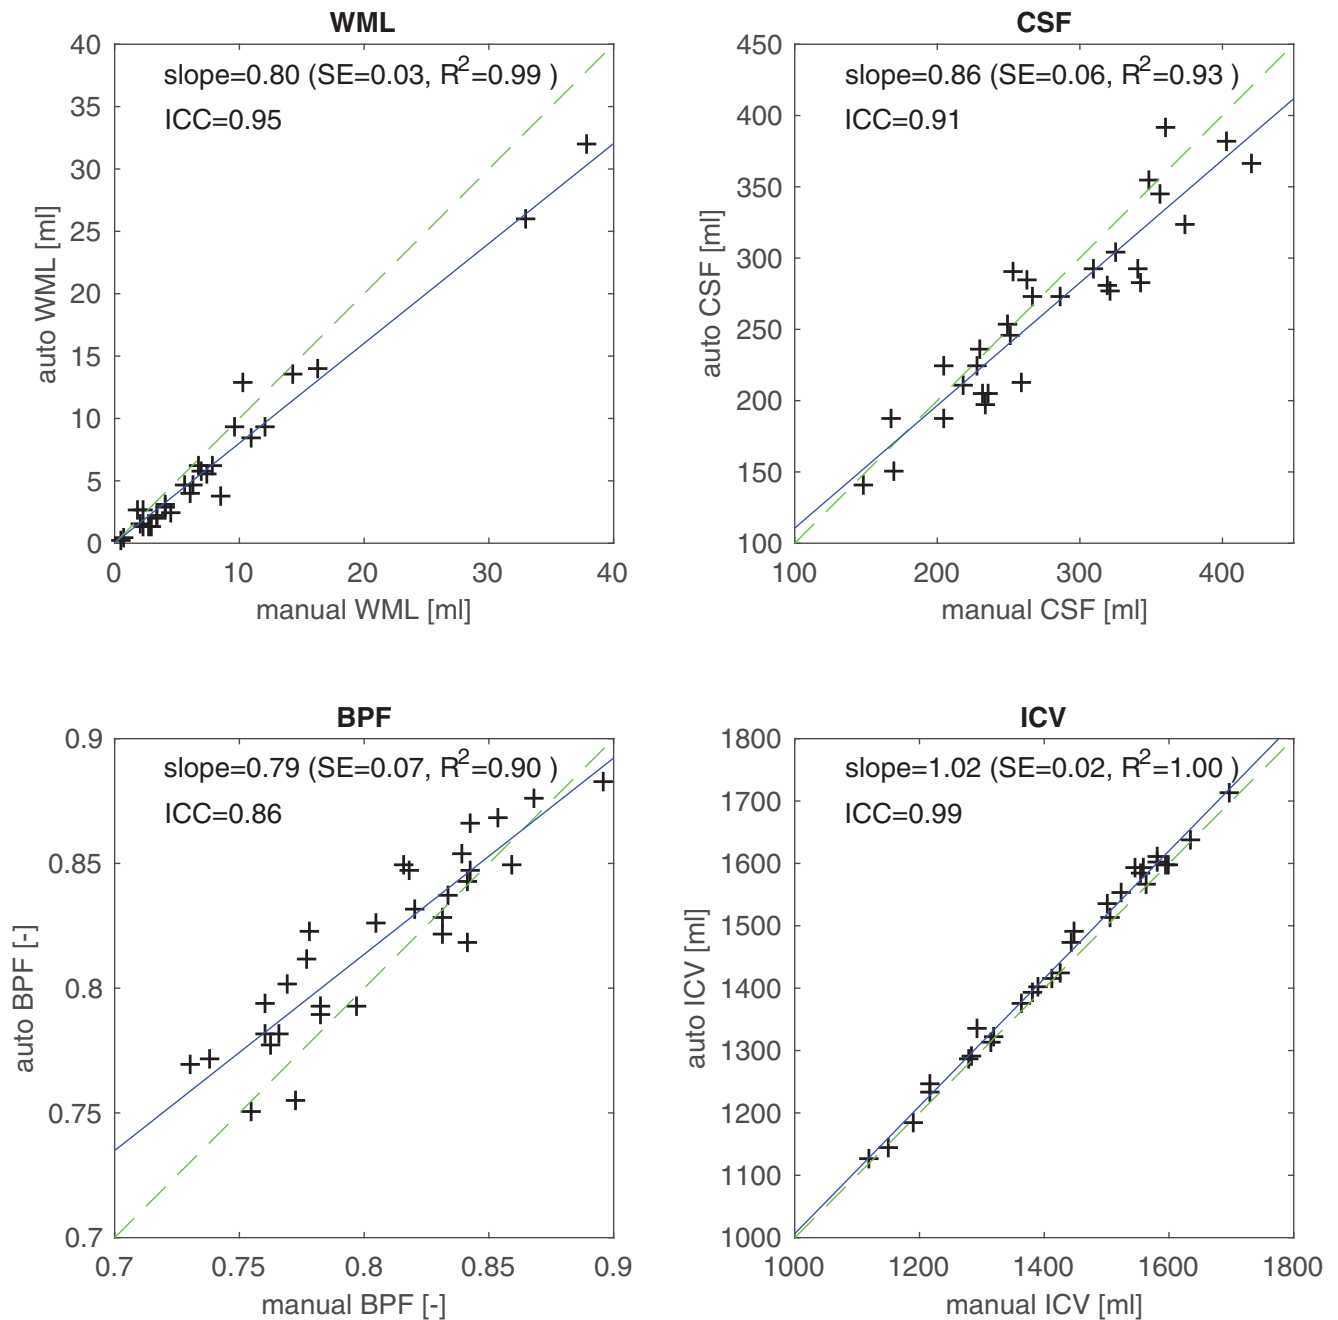 WML
slope=0.80 (SE=0.03, R²=0.99 )
ICC=0.95
40
35
30
25
20
15
10
5
0
auto WML [ml]
0 10 20 30 40
manual WML [ml]
CSF
slope=0.86 (SE=0.06, R²=0.93 )
ICC=0.91
450
400
350
300
250
200
150
100
auto CSF [ml]
100 200 300 400
manual CSF [ml]
BPF
slope=0.79 (SE=0.07, R²=0.90 )
ICC=0.86
0.9
0.85
0.8
0.75
0.7
auto BPF [-]
0.7 0.75 0.8 0.85 0.9
manual BPF [-]
ICV
slope=1.02 (SE=0.02, R²=1.00 )
ICC=0.99
1800
1700
1600
1500
1400
1300
1200
1100
1000
auto ICV [ml]
1000 1200 1400 1600 1800
manual ICV [ml]